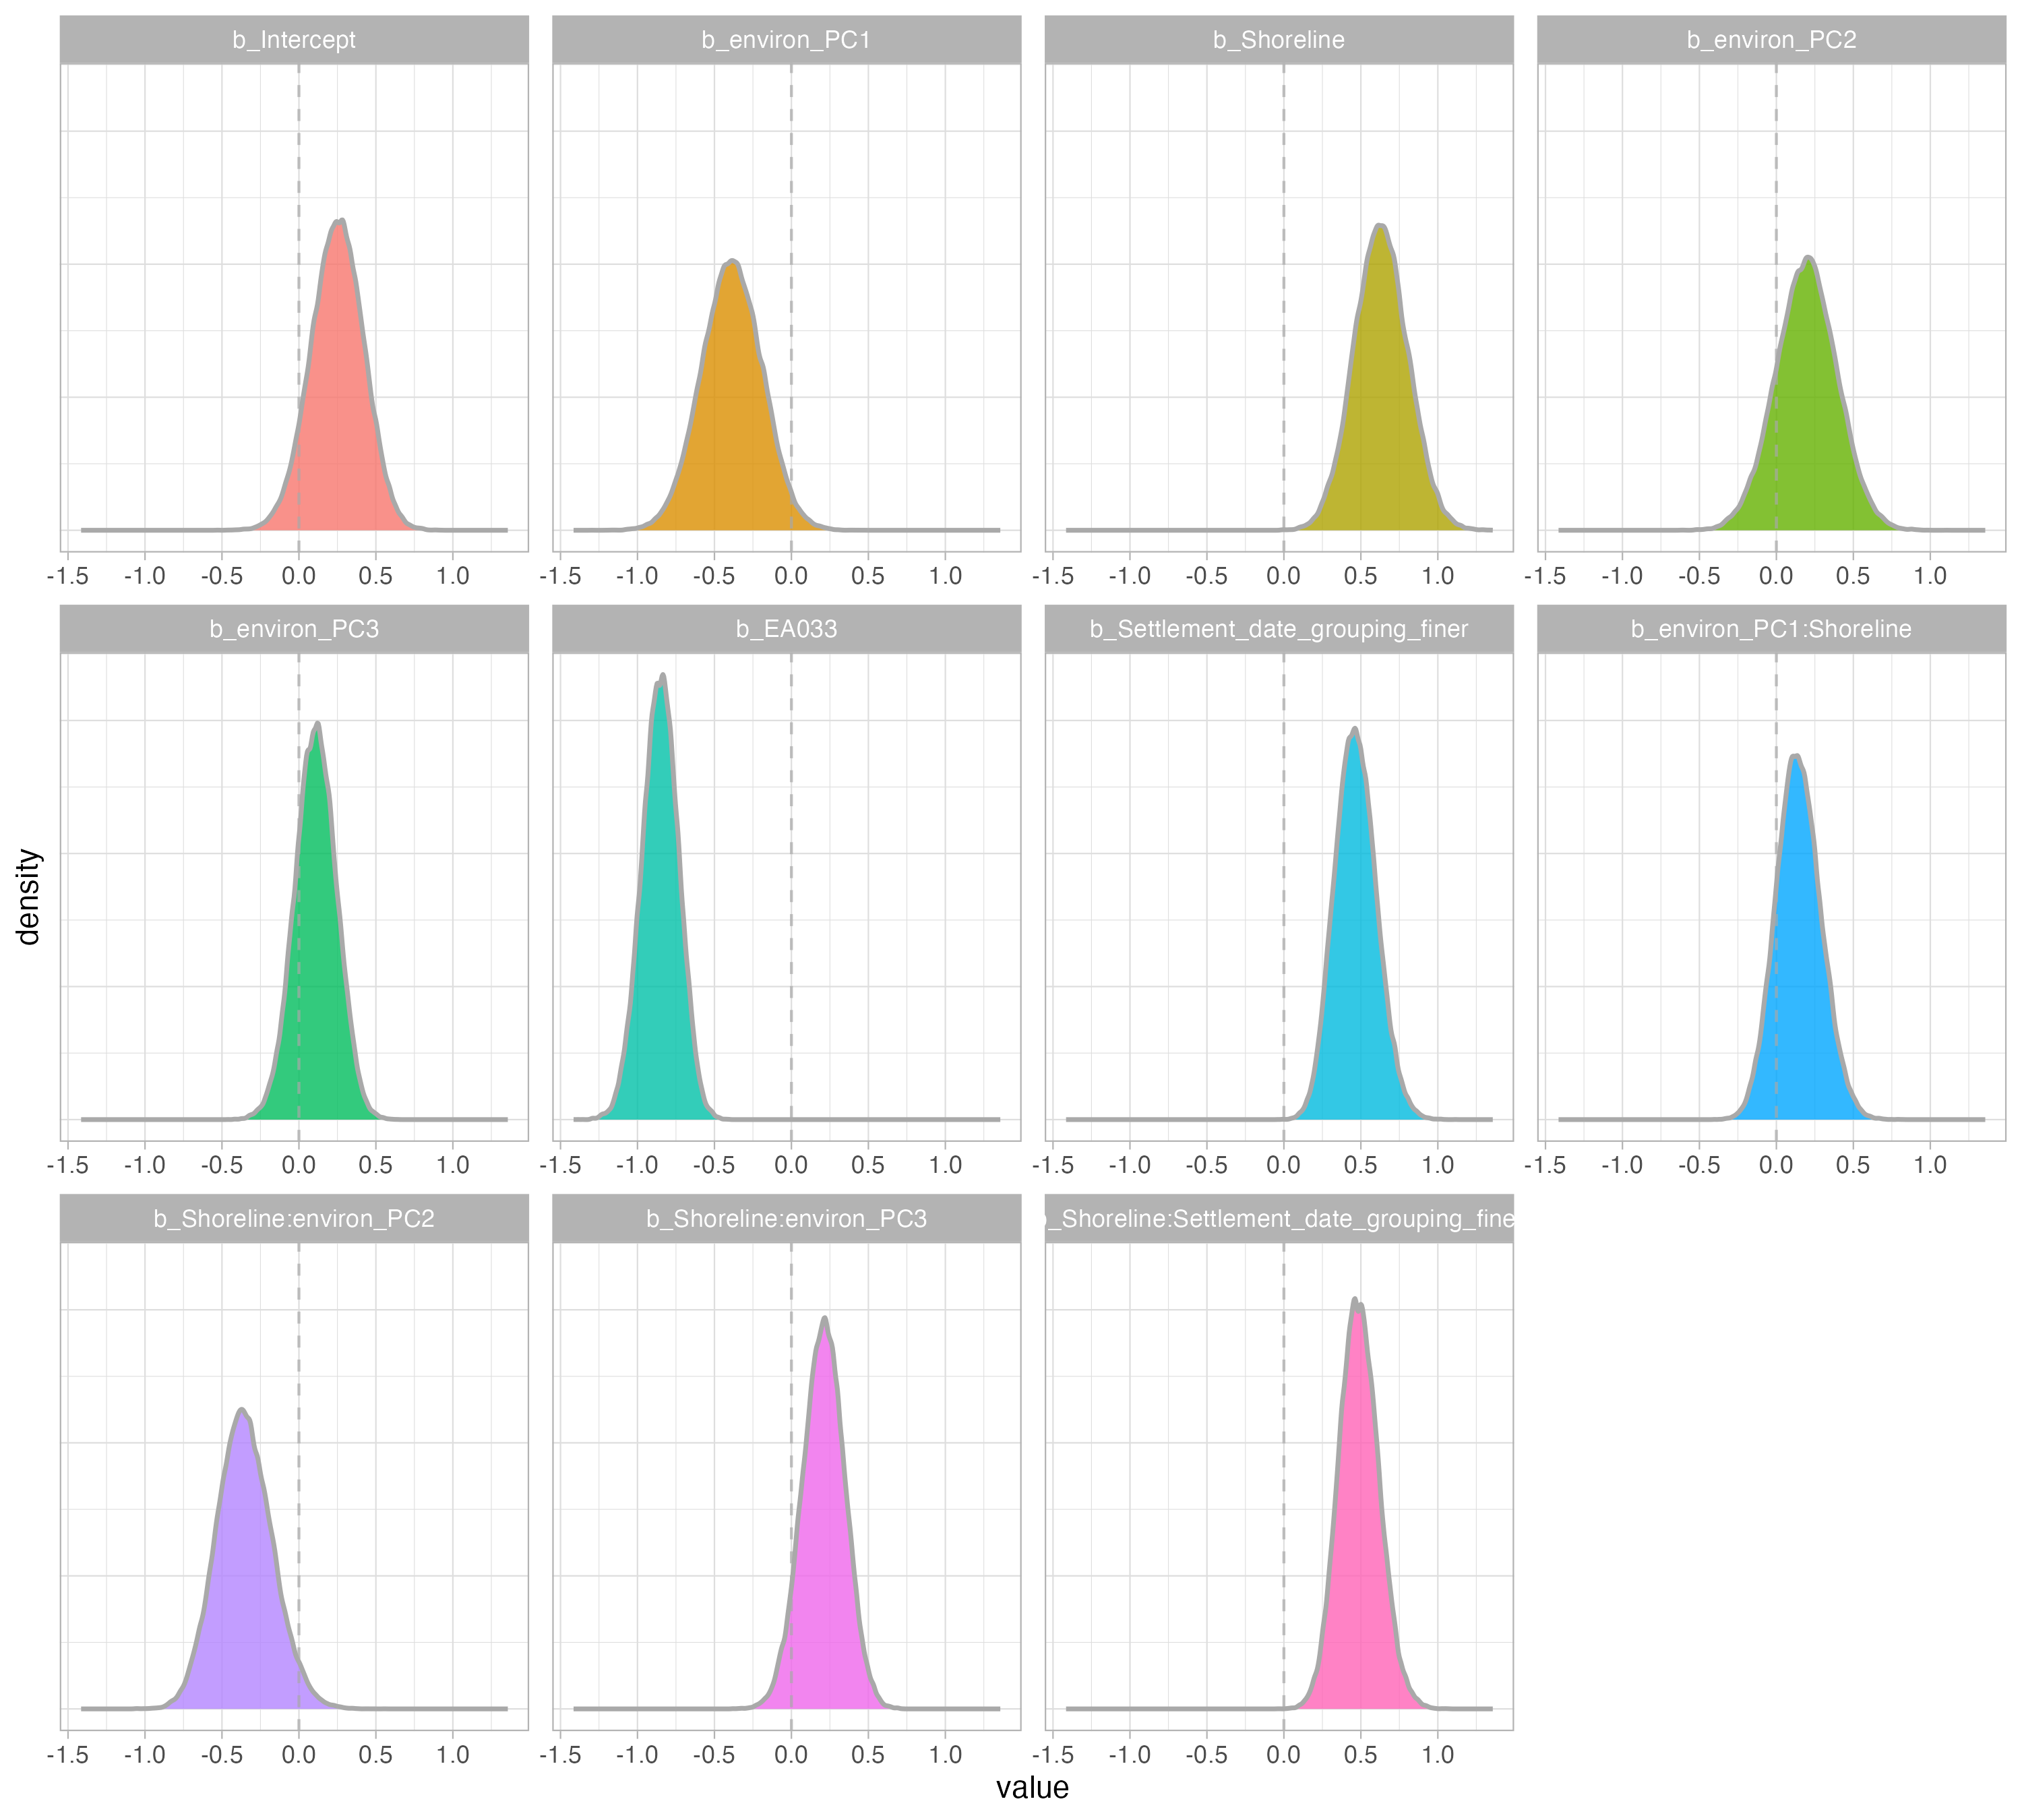 b_Intercept b_environ_PC1 b_Shoreline b_environ_PC2
-1.5 -1.0 -0.5 0.0 0.5 1.0 -1.5 -1.0 -0.5 0.0 0.5 1.0 -1.5 -1.0 -0.5 0.0 0.5 1.0 -1.5 -1.0 -0.5 0.0 0.5 1.0
b_environ_PC3 b_EA033 b_Settlement_date_grouping_finer b_environ_PC1:Shoreline
density
-1.5 -1.0 -0.5 0.0 0.5 1.0 -1.5 -1.0 -0.5 0.0 0.5 1.0 -1.5 -1.0 -0.5 0.0 0.5 1.0 -1.5 -1.0 -0.5 0.0 0.5 1.0
b_Shoreline:environ_PC2 b_Shoreline:environ_PC3 _Shoreline:Settlement_date_grouping_fine
-1.5 -1.0 -0.5 0.0 0.5 1.0 -1.5 -1.0 -0.5 0.0 0.5 1.0 -1.5 -1.0 -0.5 0.0 0.5 1.0
value